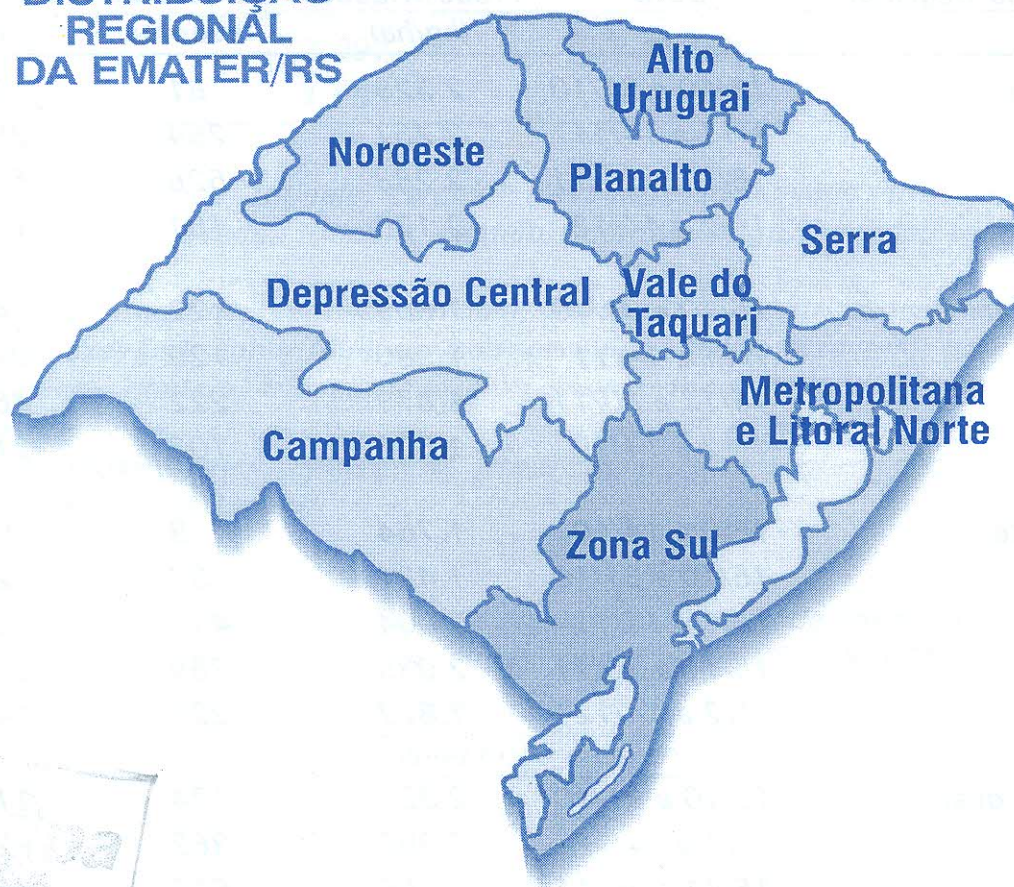 DISTRIBUIÇÃO
REGIONAL
DA EMATER/RS
Alto
Uruguai
Noroeste
Planalto
Serra
Depressão Central
Vale do
Taquari
Metropolitana
e Litoral Norte
Campanha
Zona Sul